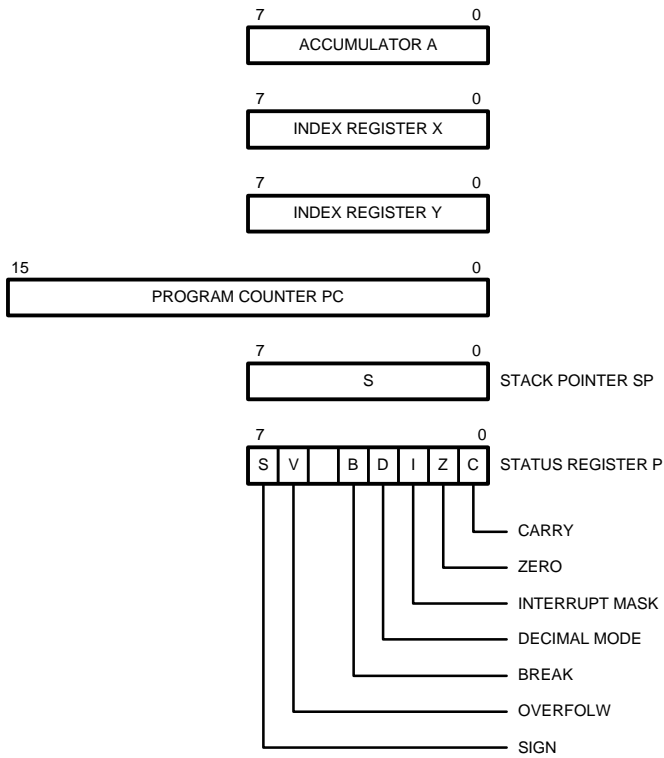 7 0
ACCUMULATOR A
7 0
INDEX REGISTER X
7 0
INDEX REGISTER Y
15 0
PROGRAM COUNTER PC
7 0
S STACK POINTER SP
7 0
S V B D I Z C STATUS REGISTER P
CARRY
ZERO
INTERRUPT MASK
DECIMAL MODE
BREAK
OVERFOLW
SIGN